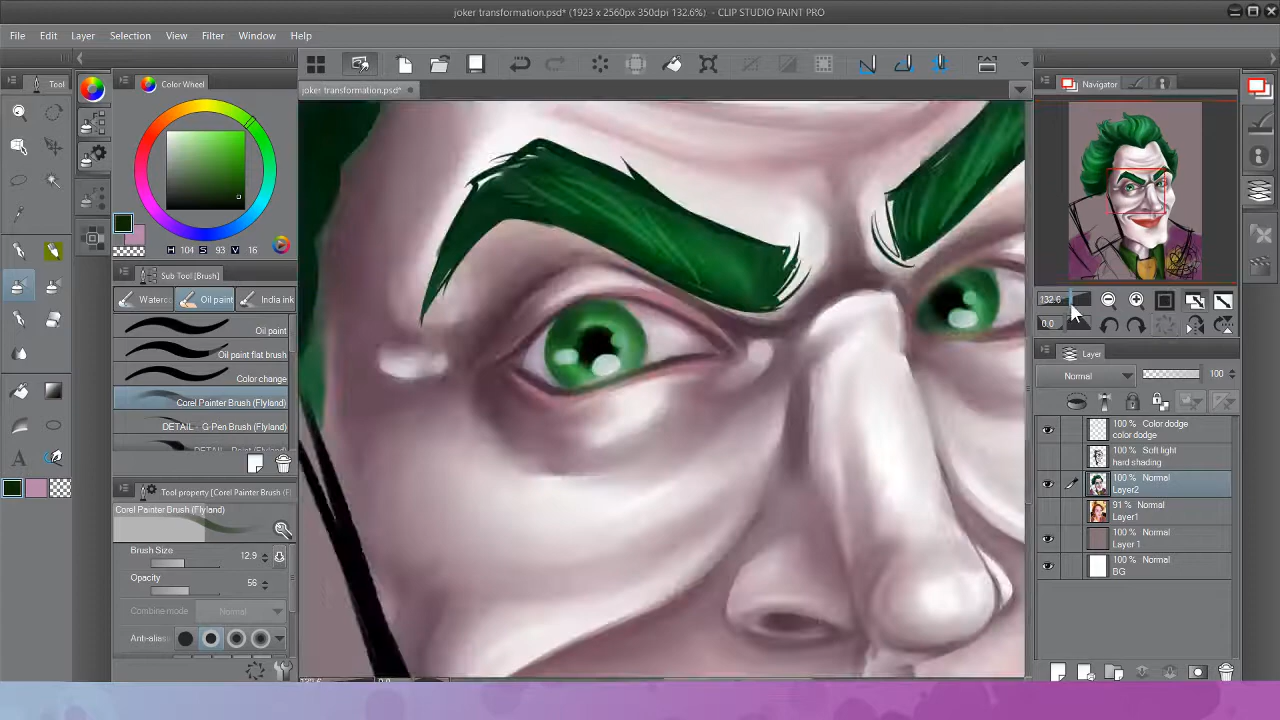 joker transformation.psd* (1923 x 2560px 350dpi 132.6%) - CLIP STUDIO PAINT PRO
File Edit Layer Selection View Filter Window Help
Tool
Color Wheel
joker transformation.psd*
Navigator
H 104 S 93 V 16
Sub Tool [Brush]
Waterc Oil paint India ink
Oil paint
Oil paint flat brush
Color change
Corel Painter Brush (Flyland)
DETAIL - G-Pen Brush (Flyland)
Tool property [Corel Painter Brush (F
Corel Painter Brush (Flyland)
Brush Size 12.9
Opacity 56
Combine mode Normal
Anti-alias
132.6
0.0
Layer
Normal 100
100 % Color dodge
color dodge
100 % Soft light
hard shading
100 % Normal
Layer2
91 % Normal
Layer1
100 % Normal
Layer 1
100 % Normal
BG